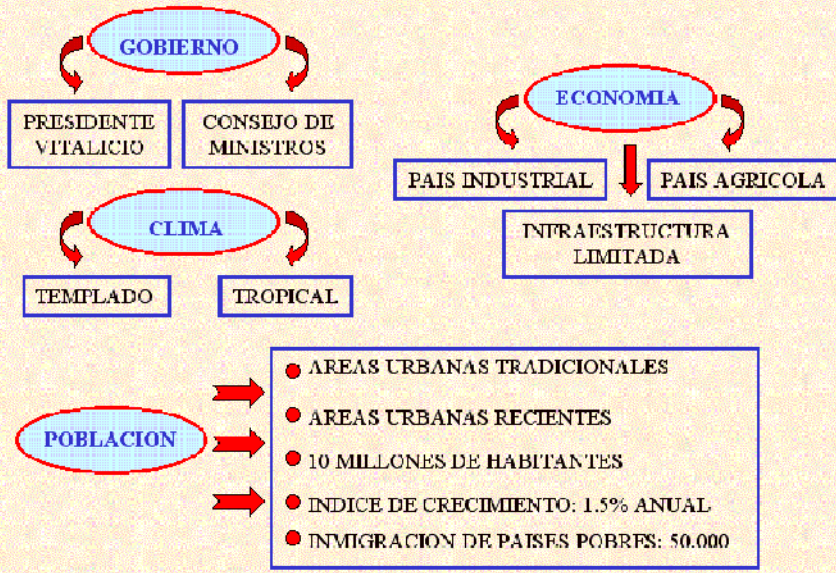 GOBIERNO
PRESIDENTE
VITALICIO
CONSEJO DE
MINISTROS
ECONOMIA
PAIS INDUSTRIAL
PAIS AGRICOLA
INFRAESTRUCTURA
LIMITADA
CLIMA
TEMPLADO
TROPICAL
POBLACION
AREAS URBANAS TRADICIONALES
AREAS URBANAS RECIENTES
10 MILLONES DE HABITANTES
INDICE DE CRECIMIENTO: 1.5% ANUAL
INMIGRACION DE PAISES POBRES: 50.000